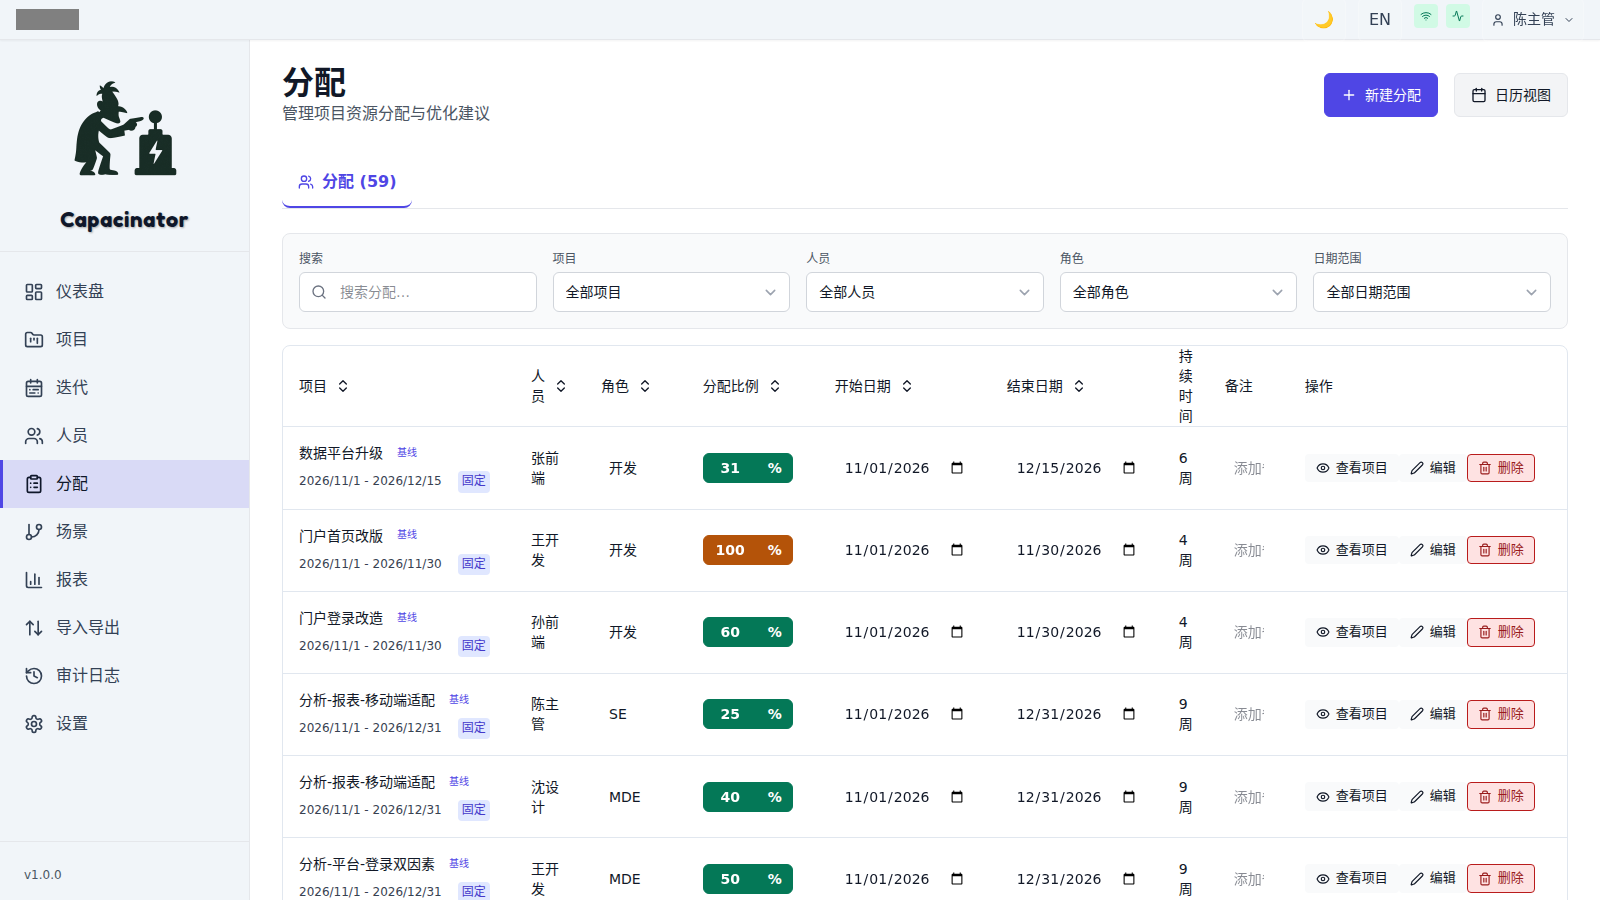 EN
陈主管
Capacinator
仪表盘
项目
迭代
人员
分配
场景
报表
导入导出
审计日志
设置
v1.0.0
分配
管理项目资源分配与优化建议
新建分配
日历视图
分配 (59)
搜索
项目
人员
角色
日期范围
搜索分配...
全部项目
全部人员
全部角色
全部日期范围
项目
人员
角色
分配比例
开始日期
结束日期
持续时间
备注
操作
数据平台升级 基线
2026/11/1 - 2026/12/15 固定
张前端
开发
31 %
11/01/2026
12/15/2026
6周
添加
查看项目
编辑
删除
门户首页改版 基线
2026/11/1 - 2026/11/30 固定
王开发
开发
100 %
11/01/2026
11/30/2026
4周
添加
查看项目
编辑
删除
门户登录改造 基线
2026/11/1 - 2026/11/30 固定
孙前端
开发
60 %
11/01/2026
11/30/2026
4周
添加
查看项目
编辑
删除
分析-报表-移动端适配 基线
2026/11/1 - 2026/12/31 固定
陈主管
SE
25 %
11/01/2026
12/31/2026
9周
添加
查看项目
编辑
删除
分析-报表-移动端适配 基线
2026/11/1 - 2026/12/31 固定
沈设计
MDE
40 %
11/01/2026
12/31/2026
9周
添加
查看项目
编辑
删除
分析-平台-登录双因素 基线
2026/11/1 - 2026/12/31 固定
王开发
MDE
50 %
11/01/2026
12/31/2026
9周
添加
查看项目
编辑
删除